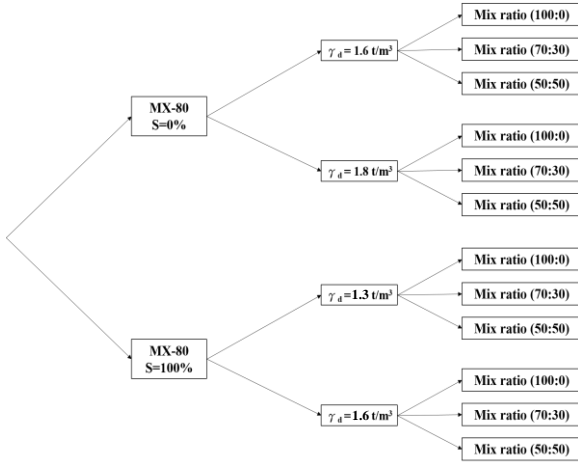 MX-80
S=0%
γ d = 1.6 t/m³
Mix ratio (100:0)
Mix ratio (70:30)
Mix ratio (50:50)
γ d = 1.8 t/m³
Mix ratio (100:0)
Mix ratio (70:30)
Mix ratio (50:50)
MX-80
S=100%
γ d =1.3 t/m³
Mix ratio (100:0)
Mix ratio (70:30)
Mix ratio (50:50)
γ d =1.6 t/m³
Mix ratio (100:0)
Mix ratio (70:30)
Mix ratio (50:50)